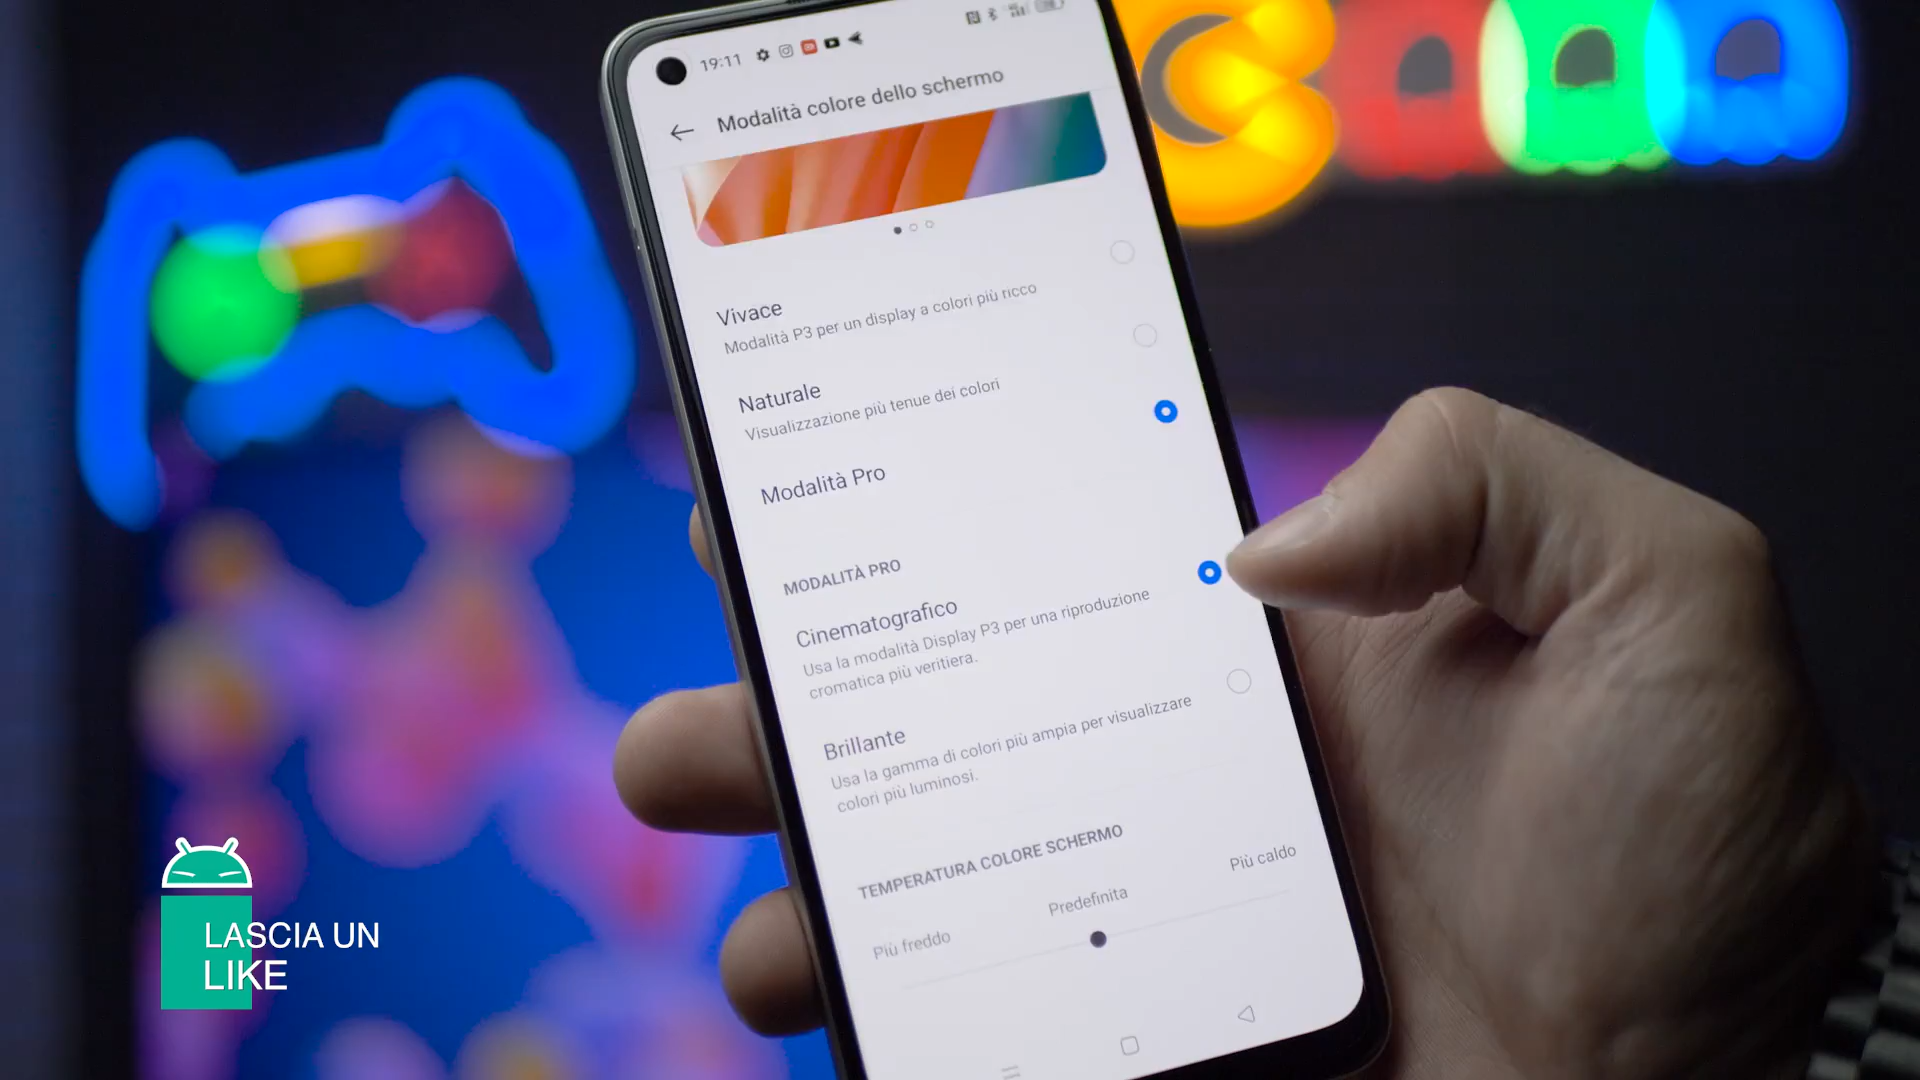 19:11
Modalità colore dello schermo
Vivace
Modalità P3 per un display a colori più ricco
Naturale
Visualizzazione più tenue dei colori
Modalità Pro
MODALITÀ PRO
Cinematografico
Usa la modalità Display P3 per una riproduzione
cromatica più veritiera.
Brillante
Usa la gamma di colori più ampia per visualizzare
colori più luminosi.
TEMPERATURA COLORE SCHERMO
Più freddo
Predefinita
Più caldo
LASCIA UN
LIKE